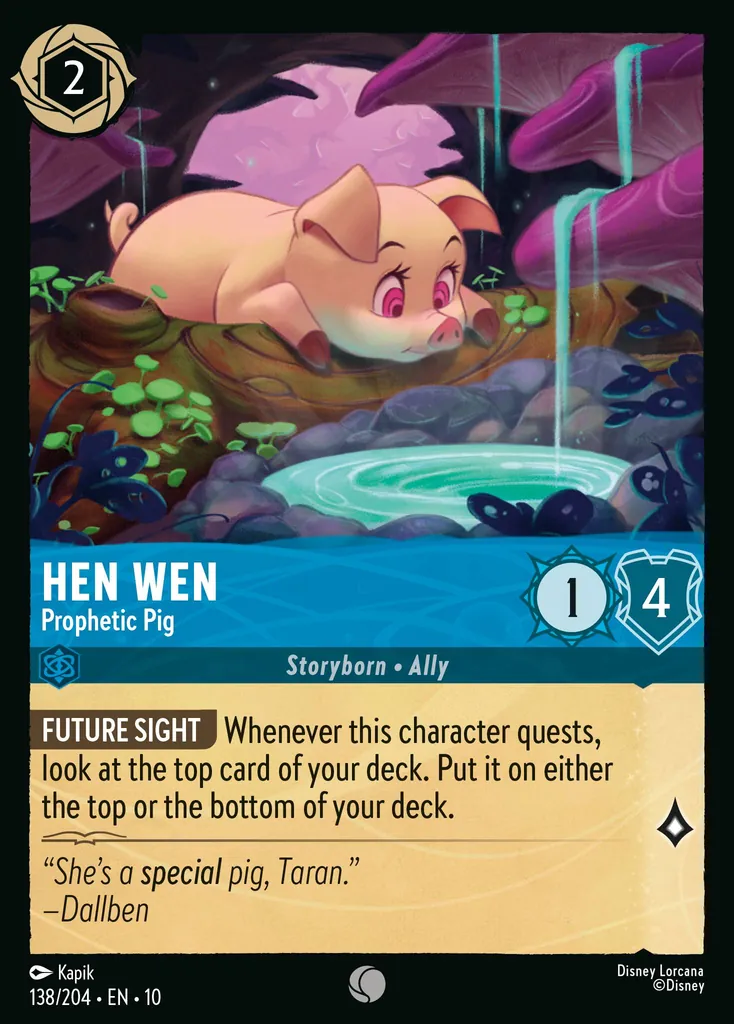 2
HEN WEN
Prophetic Pig
1
4
Storyborn • Ally
FUTURE SIGHT Whenever this character quests,
look at the top card of your deck. Put it on either
the top or the bottom of your deck.
“She’s a special pig, Taran.”
—Dallben
Kapik
138/204 • EN • 10
Disney Lorcana
©Disney